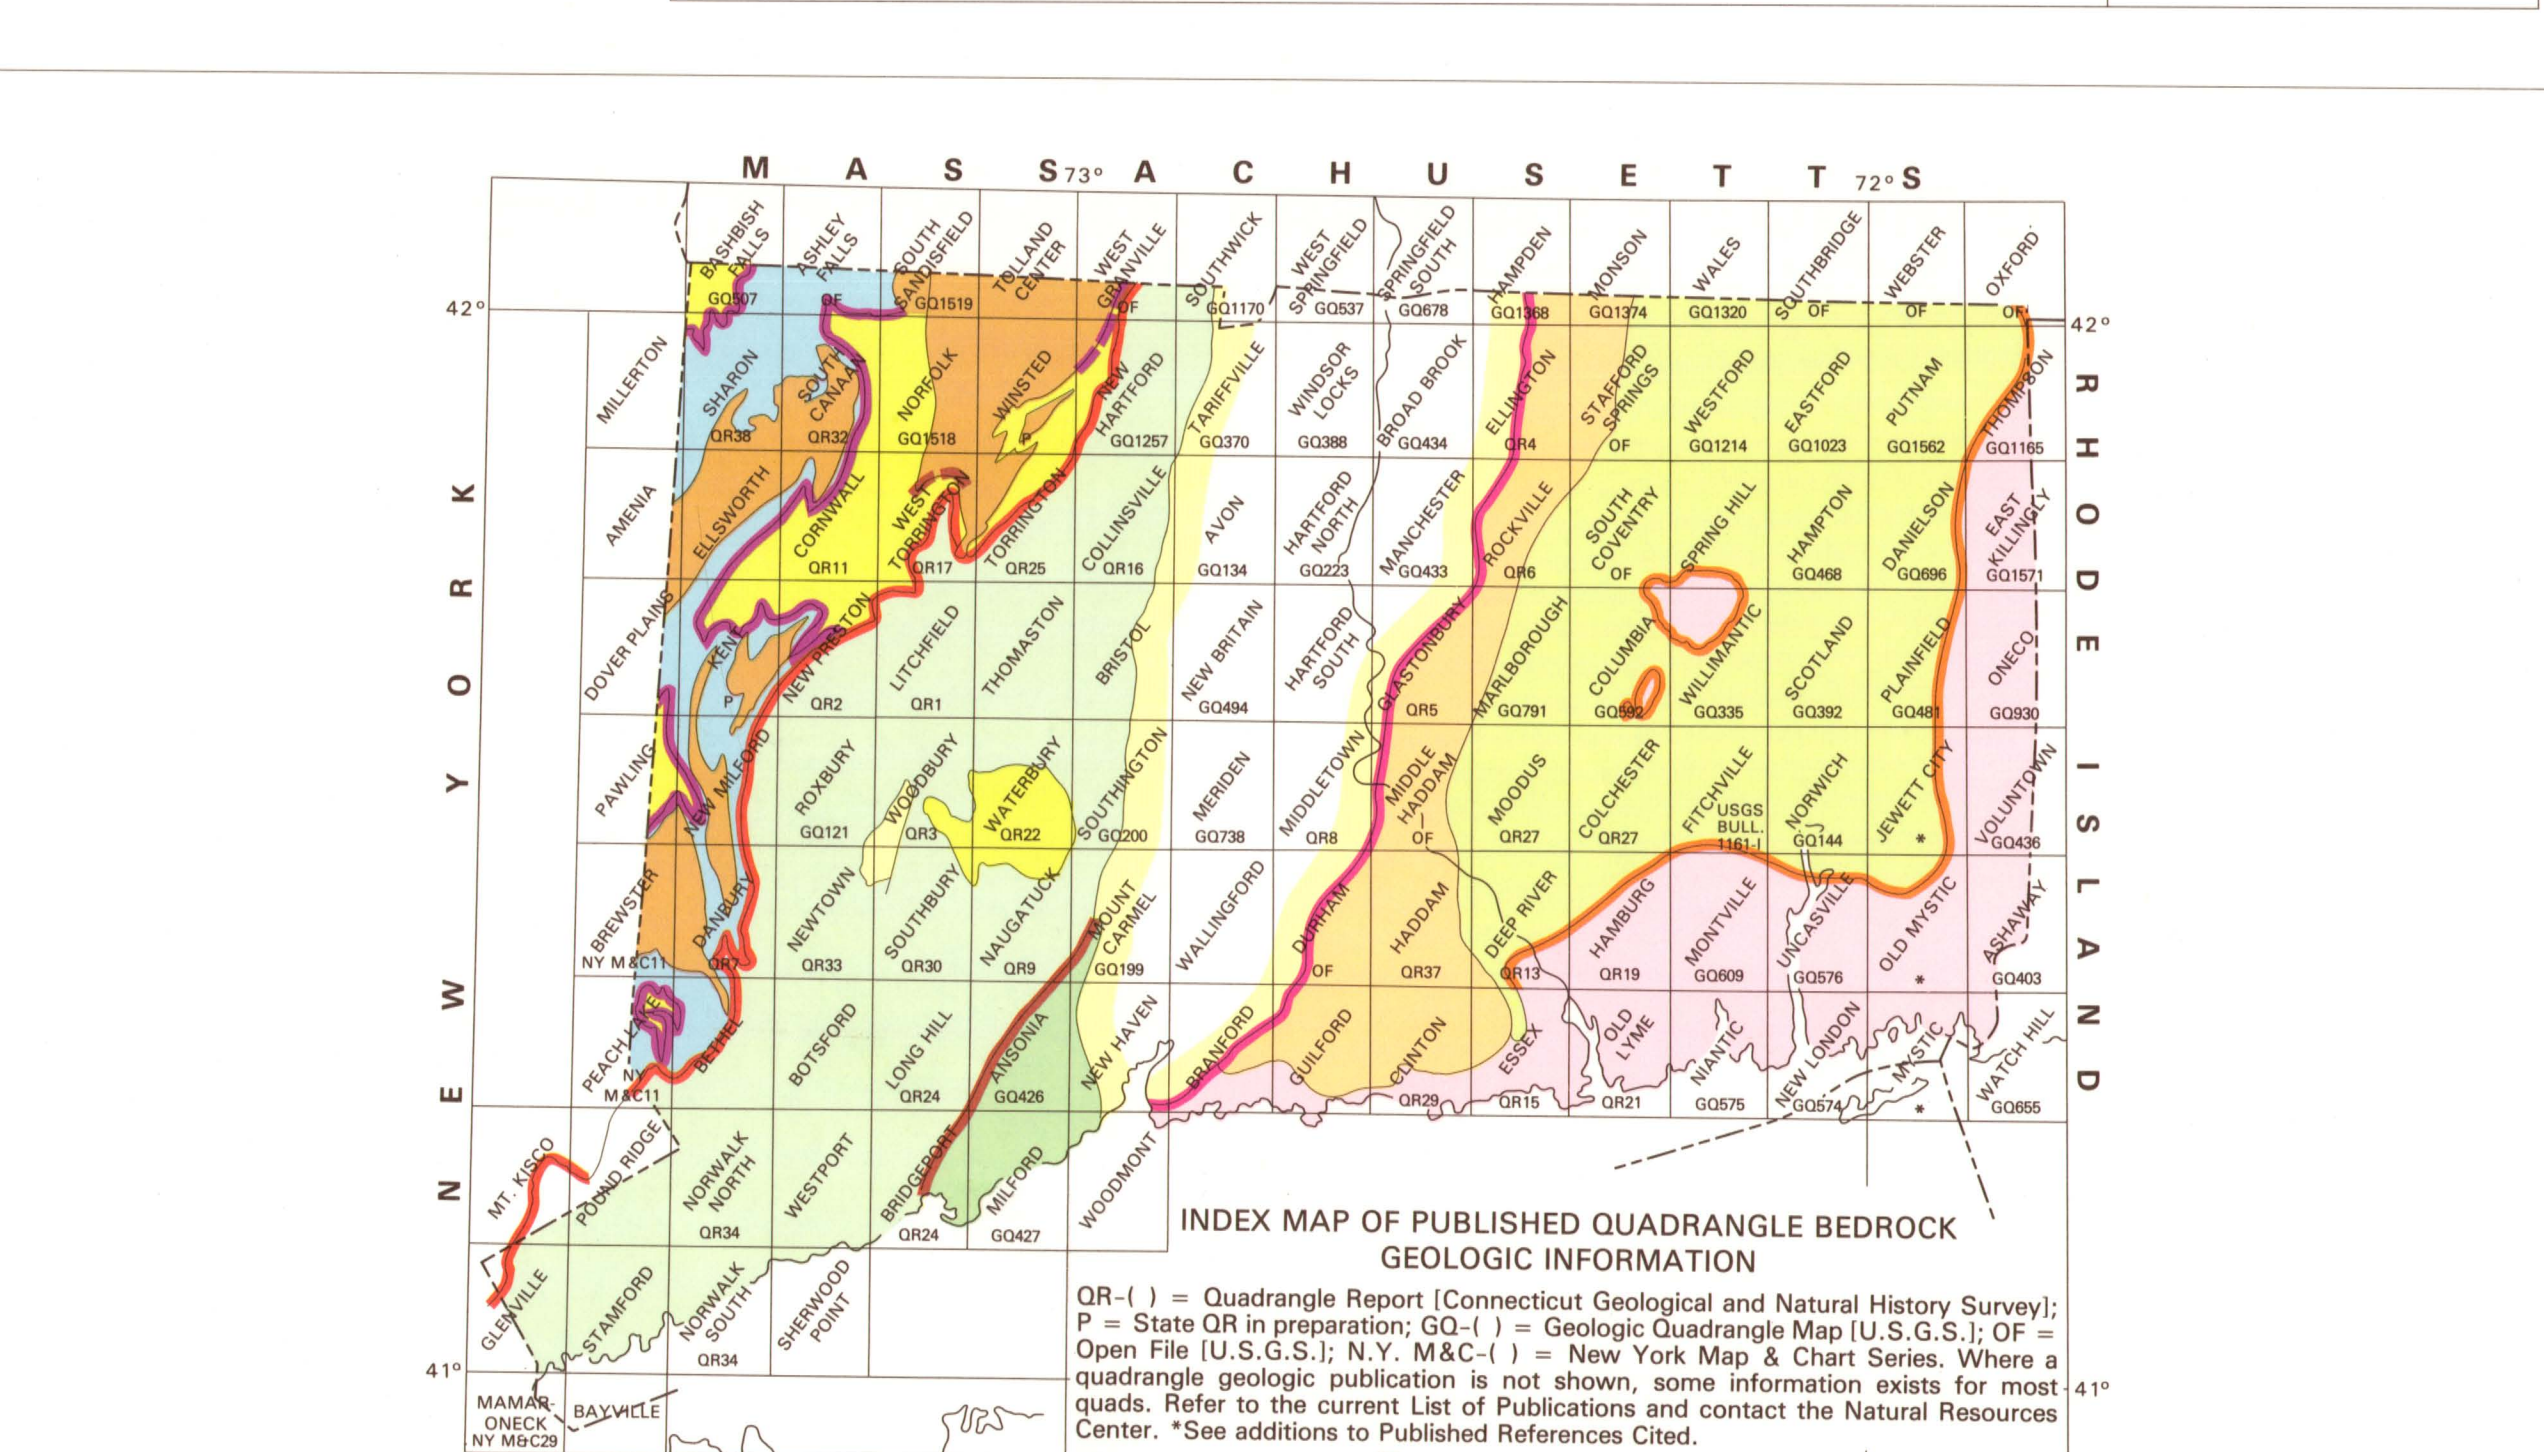 M A S S 73° A C H U S E T T 72° S
BASHBISH
FALLS
GQ507
ASHLEY
FALLS
OF
SOUTH
SANDISFIELD
GQ1519
TOLLAND
CENTER
WEST
GRANVILLE
OF
SOUTHWICK
GQ1170
WEST
SPRINGFIELD
GQ537
SPRINGFIELD
SOUTH
GQ678
HAMPDEN
GQ1368
MONSON
GQ1374
WALES
GQ1320
SOUTHBRIDGE
OF
WEBSTER
OF
OXFORD
OF
42°
42°
MILLERTON
SHARON
QR38
SOUTH
CANAAN
QR32
NORFOLK
GQ1518
WINSTED
P
NEW
HARTFORD
GQ1257
TARIFFVILLE
GQ370
WINDSOR
LOCKS
GQ388
BROAD BROOK
GQ434
ELLINGTON
QR4
STAFFORD
SPRINGS
OF
WESTFORD
GQ1214
EASTFORD
GQ1023
PUTNAM
GQ1562
THOMPSON
GQ1165
AMENIA
ELLSWORTH
CORNWALL
QR11
WEST
TORRINGTON
QR17
TORRINGTON
QR25
COLLINSVILLE
QR16
AVON
GQ134
HARTFORD
NORTH
GQ223
MANCHESTER
GQ433
ROCKVILLE
QR6
SOUTH
COVENTRY
OF
SPRING HILL
HAMPTON
GQ468
DANIELSON
GQ696
EAST
KILLINGLY
GQ1571
DOVER PLAINS
KENT
P
NEW PRESTON
QR2
LITCHFIELD
QR1
THOMASTON
BRISTOL
NEW BRITAIN
GQ494
HARTFORD
SOUTH
GLASTONBURY
QR5
MARLBOROUGH
GQ791
COLUMBIA
GQ592
WILLIMANTIC
GQ335
SCOTLAND
GQ392
PLAINFIELD
GQ481
ONECO
GQ930
PAWLING
NEW MILFORD
ROXBURY
GQ121
WOODBURY
QR3
WATERBURY
QR22
SOUTHINGTON
GQ200
MERIDEN
GQ738
MIDDLETOWN
QR8
MIDDLE
HADDAM
OF
MOODUS
QR27
COLCHESTER
QR27
FITCHVILLE
USGS
BULL.
1161-I
NORWICH
GQ144
JEWETT CITY
*
VOLUNTOWN
GQ436
BREWSTER
NY M&C11
DANBURY
QR7
NEWTOWN
QR33
SOUTHBURY
QR30
NAUGATUCK
QR9
MOUNT
CARMEL
GQ199
WALLINGFORD
DURHAM
OF
HADDAM
QR37
DEEP RIVER
QR13
HAMBURG
QR19
MONTVILLE
GQ609
UNCASVILLE
GQ576
OLD MYSTIC
*
ASHAWAY
GQ403
PEACH LAKE
NY
M&C11
BETHEL
BOTSFORD
LONG HILL
QR24
ANSONIA
GQ426
NEW HAVEN
BRANFORD
GUILFORD
CLINTON
QR29
ESSEX
QR15
OLD
LYME
QR21
NIANTIC
GQ575
NEW LONDON
GQ574
MYSTIC
*
WATCH HILL
GQ655
MT. KISCO
POUND RIDGE
NORWALK
NORTH
QR34
WESTPORT
BRIDGEPORT
QR24
MILFORD
GQ427
WOODMONT
GLENVILLE
STAMFORD
NORWALK
SOUTH
QR34
SHERWOOD
POINT
41°
41°
MAMAR-
ONECK
NY M&C29
BAYVILLE
NEW YORK
RHODE ISLAND
INDEX MAP OF PUBLISHED QUADRANGLE BEDROCK
GEOLOGIC INFORMATION
QR-( ) = Quadrangle Report [Connecticut Geological and Natural History Survey];
P = State QR in preparation; GQ-( ) = Geologic Quadrangle Map [U.S.G.S.]; OF =
Open File [U.S.G.S.]; N.Y. M&C-( ) = New York Map & Chart Series. Where a
quadrangle geologic publication is not shown, some information exists for most
quads. Refer to the current List of Publications and contact the Natural Resources
Center. *See additions to Published References Cited.